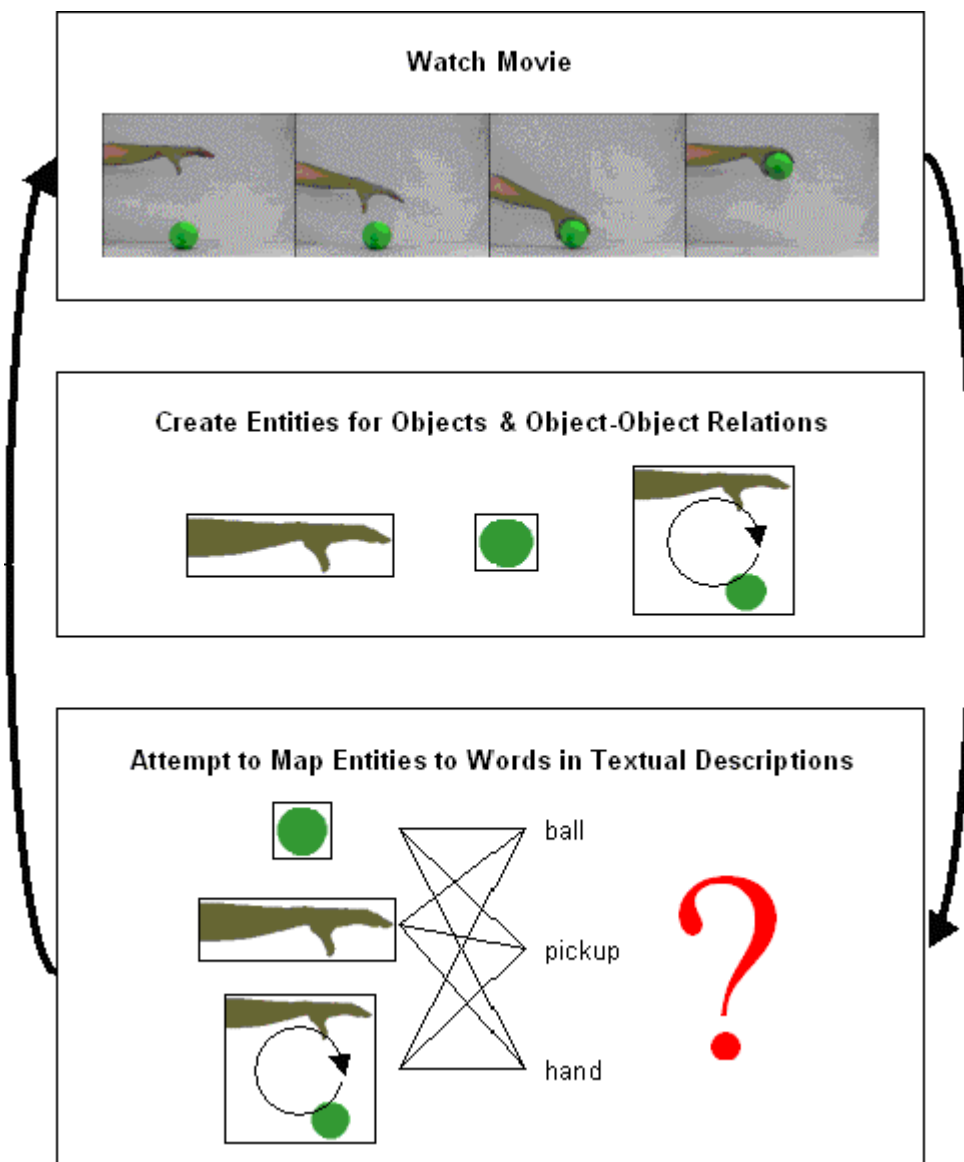 Watch Movie
Create Entities for Objects & Object-Object Relations
Attempt to Map Entities to Words in Textual Descriptions
ball
pickup
?
hand